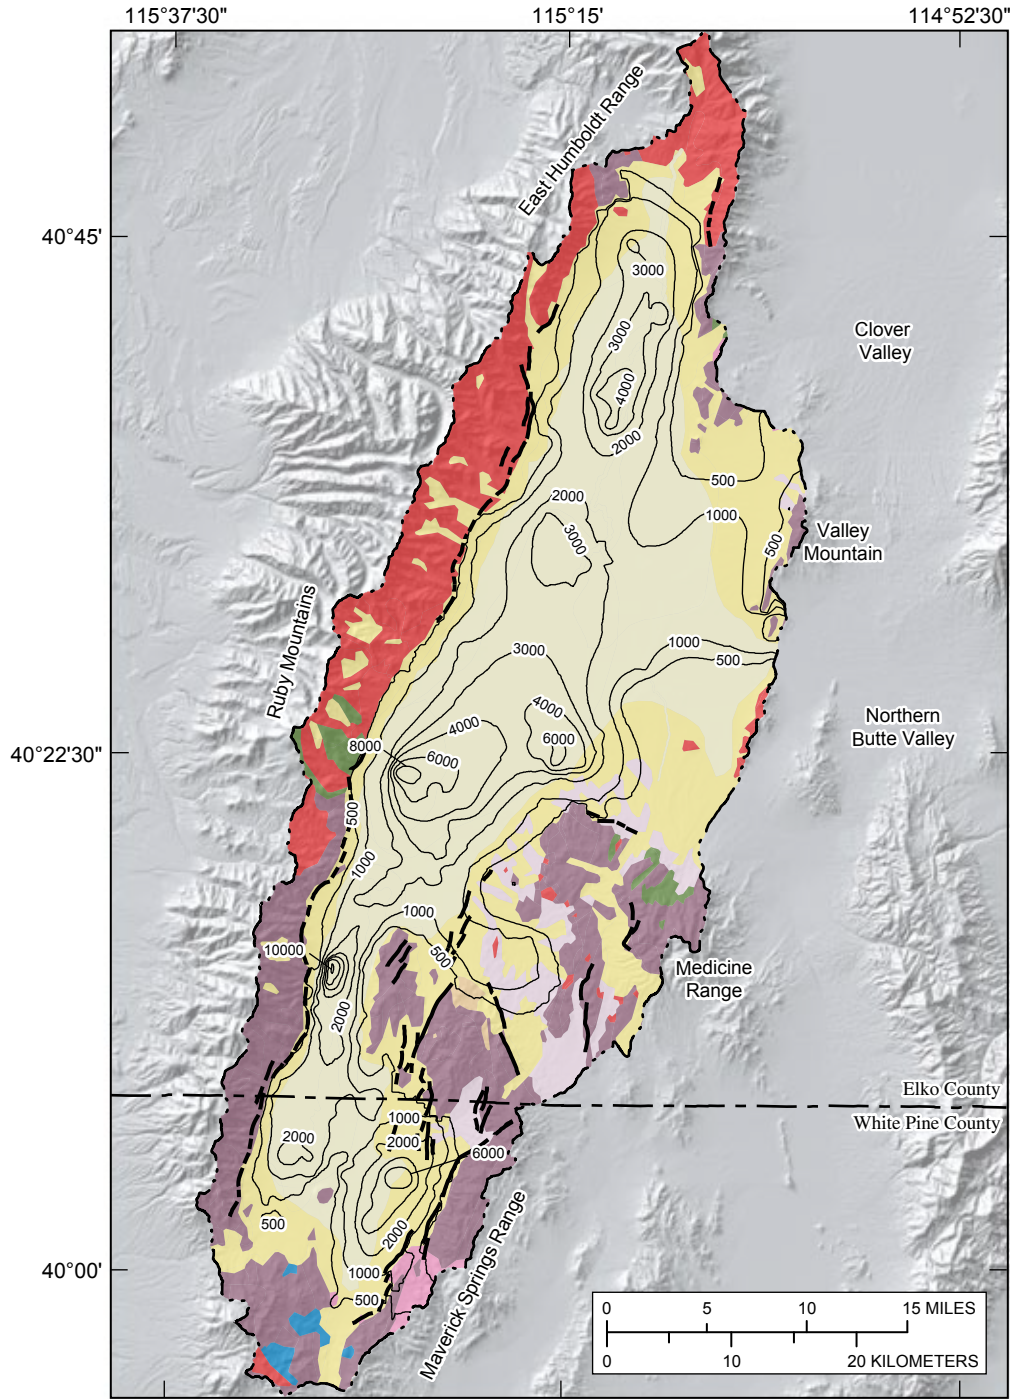 115°37'30"
115°15'
114°52'30"
East Humboldt Range
40°45'
3000
Clover
Valley
3000
4000
2000
500
2000
1000
3000
500
Valley
Mountain
Ruby Mountains
1000
3000
500
4000
4000
Northern
Butte Valley
8000
6000
6000
40°22'30"
500
1000
1000
10000
500
Medicine
Range
2000
Elko County
1000
White Pine County
2000
2000
6000
500
2000
Maverick Springs Range
40°00'
1000
500
0
5
10
15 MILES
0
10
20 KILOMETERS